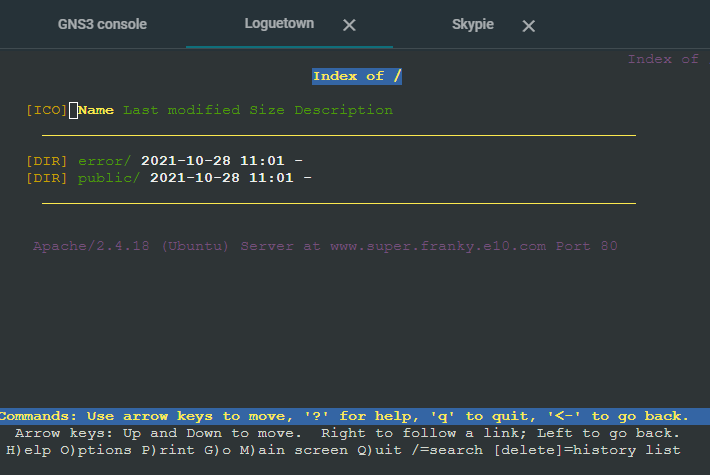 GNS3 console Loguetown × Skypie ×
Index of
Index of /
[ICO] Name Last modified Size Description
[DIR] error/ 2021-10-28 11:01 -
[DIR] public/ 2021-10-28 11:01 -
Apache/2.4.18 (Ubuntu) Server at www.super.franky.e10.com Port 80
Commands: Use arrow keys to move, '?' for help, 'q' to quit, '<-' to go back.
Arrow keys: Up and Down to move.  Right to follow a link; Left to go back.
H)elp O)ptions P)rint G)o M)ain screen Q)uit /=search [delete]=history list